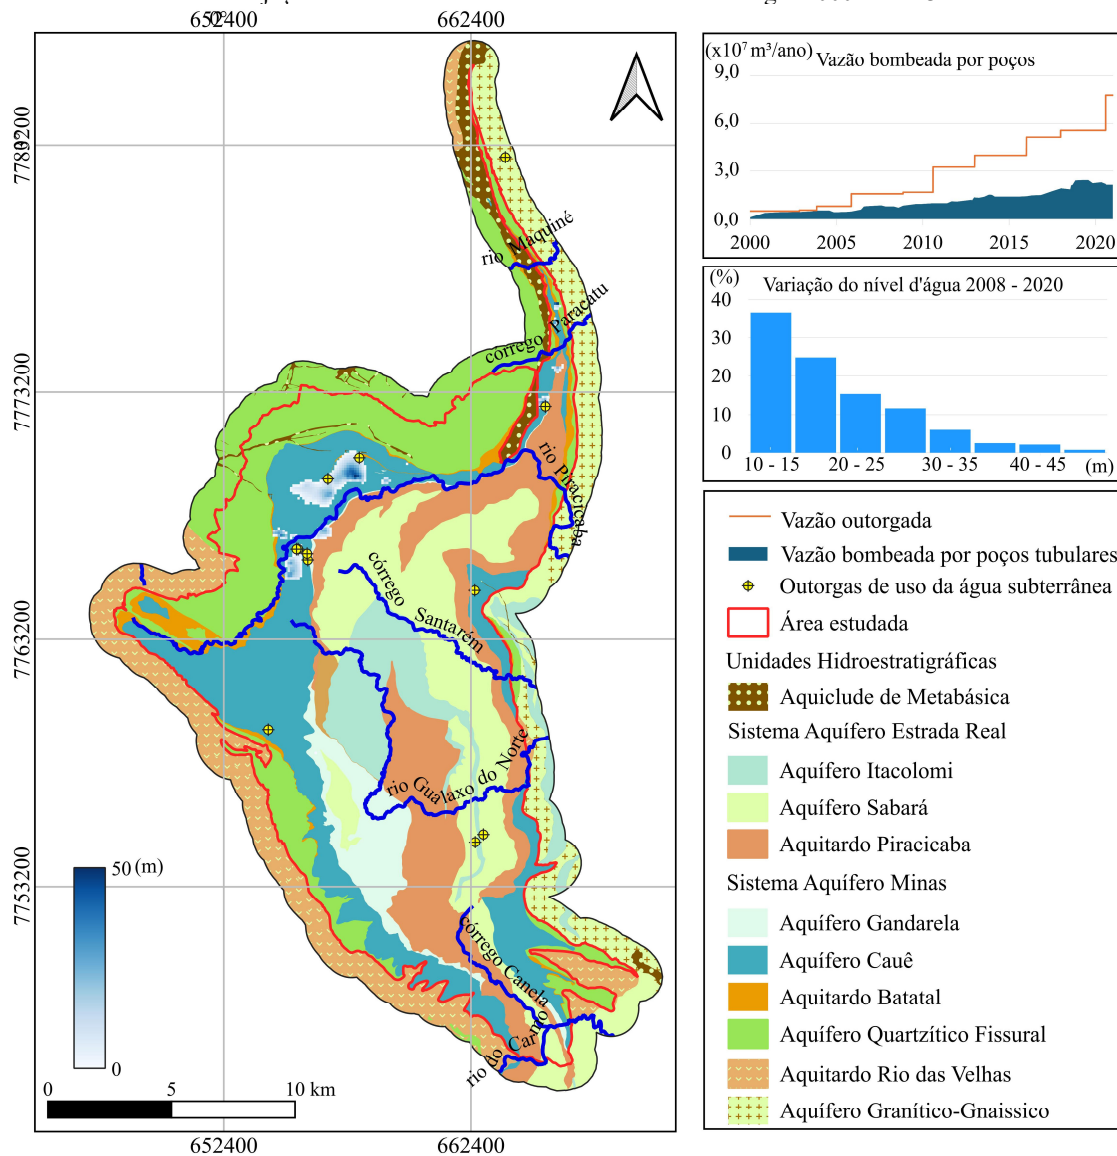 652400
662400
7783200
7773200
7763200
7753200
rio Maquiné
córrego Paracatu
rio Piracicaba
córrego Santarém
rio Gualaxo do Norte
córrego Canela
rio do Carmo
50 (m)
0
0 5 10 km
652400
662400
(x10⁷ m³/ano)
Vazão bombeada por poços
9,0
6,0
3,0
0,0
2000 2005 2010 2015 2020
(%)
Variação do nível d'água 2008 - 2020
40
30
20
10
0
10 - 15 20 - 25 30 - 35 40 - 45 (m)
Vazão outorgada
Vazão bombeada por poços tubulares
Outorgas de uso da água subterrânea
Área estudada
Unidades Hidroestratigráficas
Aquiclude de Metabásica
Sistema Aquífero Estrada Real
Aquífero Itacolomi
Aquífero Sabará
Aquitardo Piracicaba
Sistema Aquífero Minas
Aquífero Gandarela
Aquífero Cauê
Aquitardo Batatal
Aquífero Quartzítico Fissural
Aquitardo Rio das Velhas
Aquífero Granítico-Gnaissico